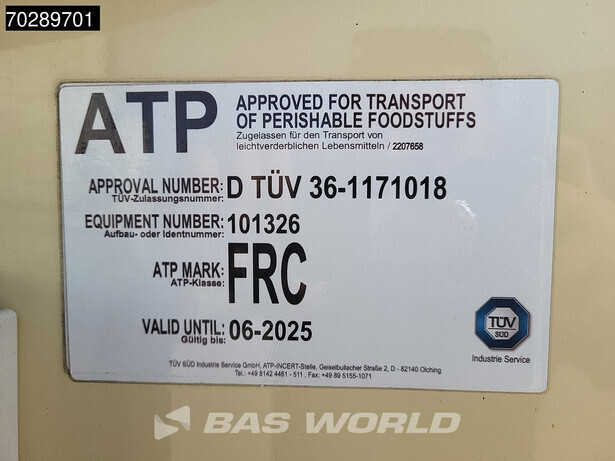 70289701
ATP
APPROVED FOR TRANSPORT
OF PERISHABLE FOODSTUFFS
Zugelassen für den Transport von
leichtverderblichen Lebensmitteln / 2207658
APPROVAL NUMBER: D TÜV 36-1171018
TÜV-Zulassungsnummer:
EQUIPMENT NUMBER: 101326
Aufbau- oder Identnummer:
ATP MARK: FRC
ATP-Klasse:
VALID UNTIL: 06-2025
Gültig bis:
TÜV
SÜD
Industrie Service
TÜV SÜD Industrie Service GmbH, ATP-INCERT-Stelle, Geiselbullacher Straße 2, D - 82140 Olching
Tel.: +49 8142 4461 - 511 , Fax: +49 89 5155-1071
BAS WORLD